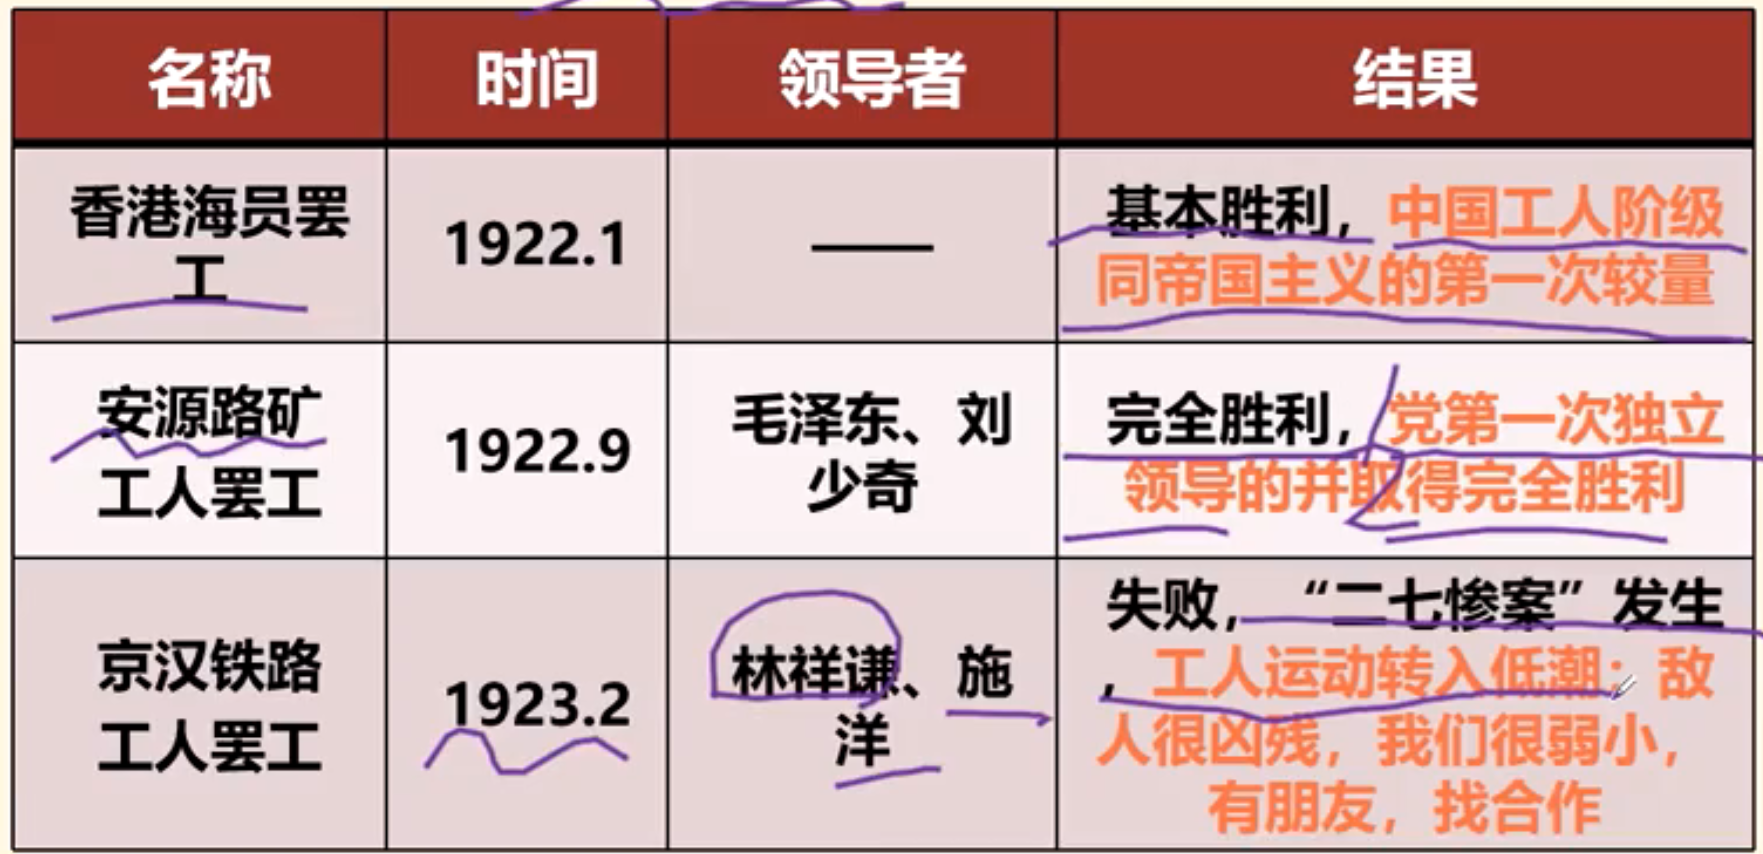 名称 时间 领导者 结果
香港海员罢
工
1922.1
——
基本胜利，中国工人阶级
同帝国主义的第一次较量
安源路矿
工人罢工
1922.9
毛泽东、刘
少奇
完全胜利，党第一次独立
领导的并取得完全胜利
京汉铁路
工人罢工
1923.2
林祥谦、施
洋
失败，“二七惨案”发生
，工人运动转入低潮；敌
人很凶残，我们很弱小，
有朋友，找合作